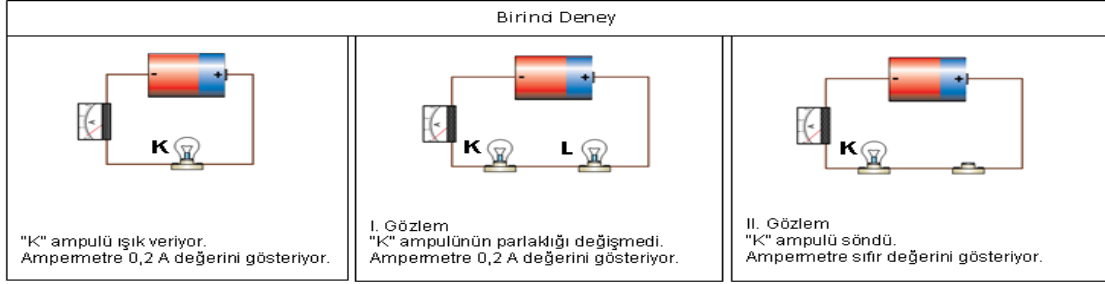 Birinci Deney
- +
K
"K" ampulü ışık veriyor.
Ampermetre 0,2 A değerini gösteriyor.
- +
K L
I. Gözlem
"K" ampulünün parlaklığı değişmedi.
Ampermetre 0,2 A değerini gösteriyor.
- +
K
II. Gözlem
"K" ampulü söndü.
Ampermetre sıfır değerini gösteriyor.